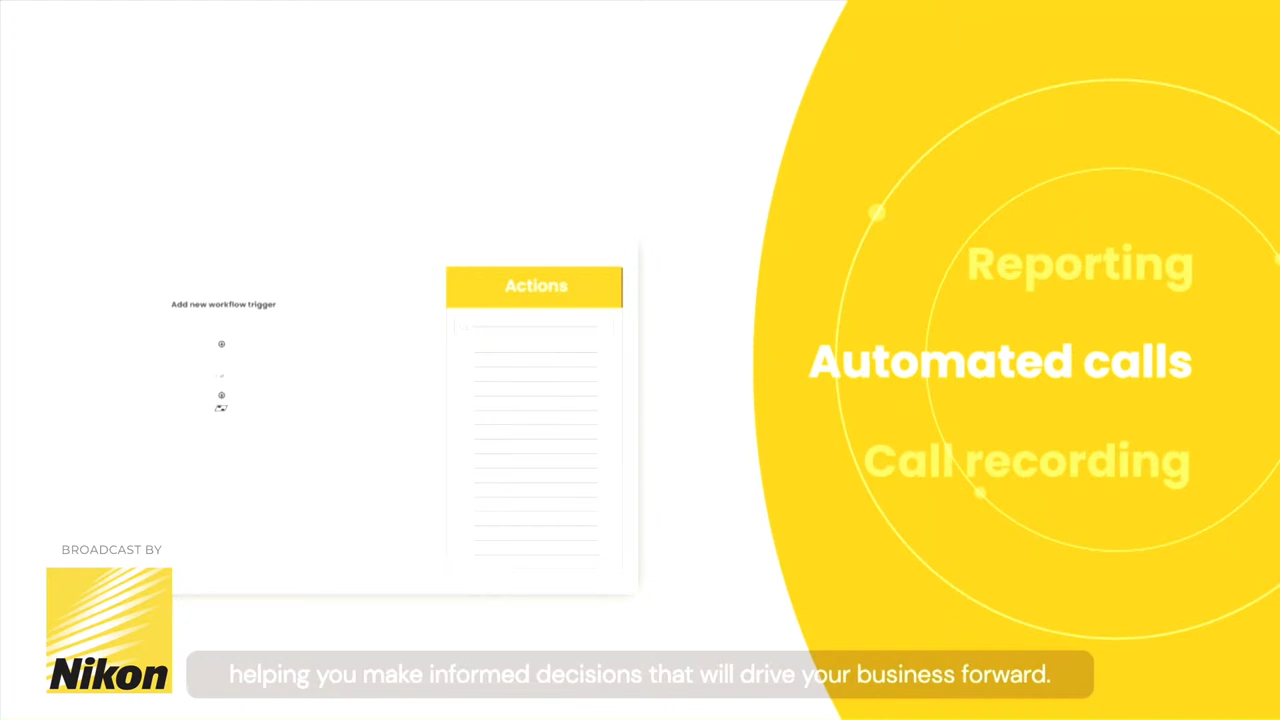 Reporting
Actions
Add new workflow trigger
Automated calls
Call recording
BROADCAST BY
Nikon
helping you make informed decisions that will drive your business forward.